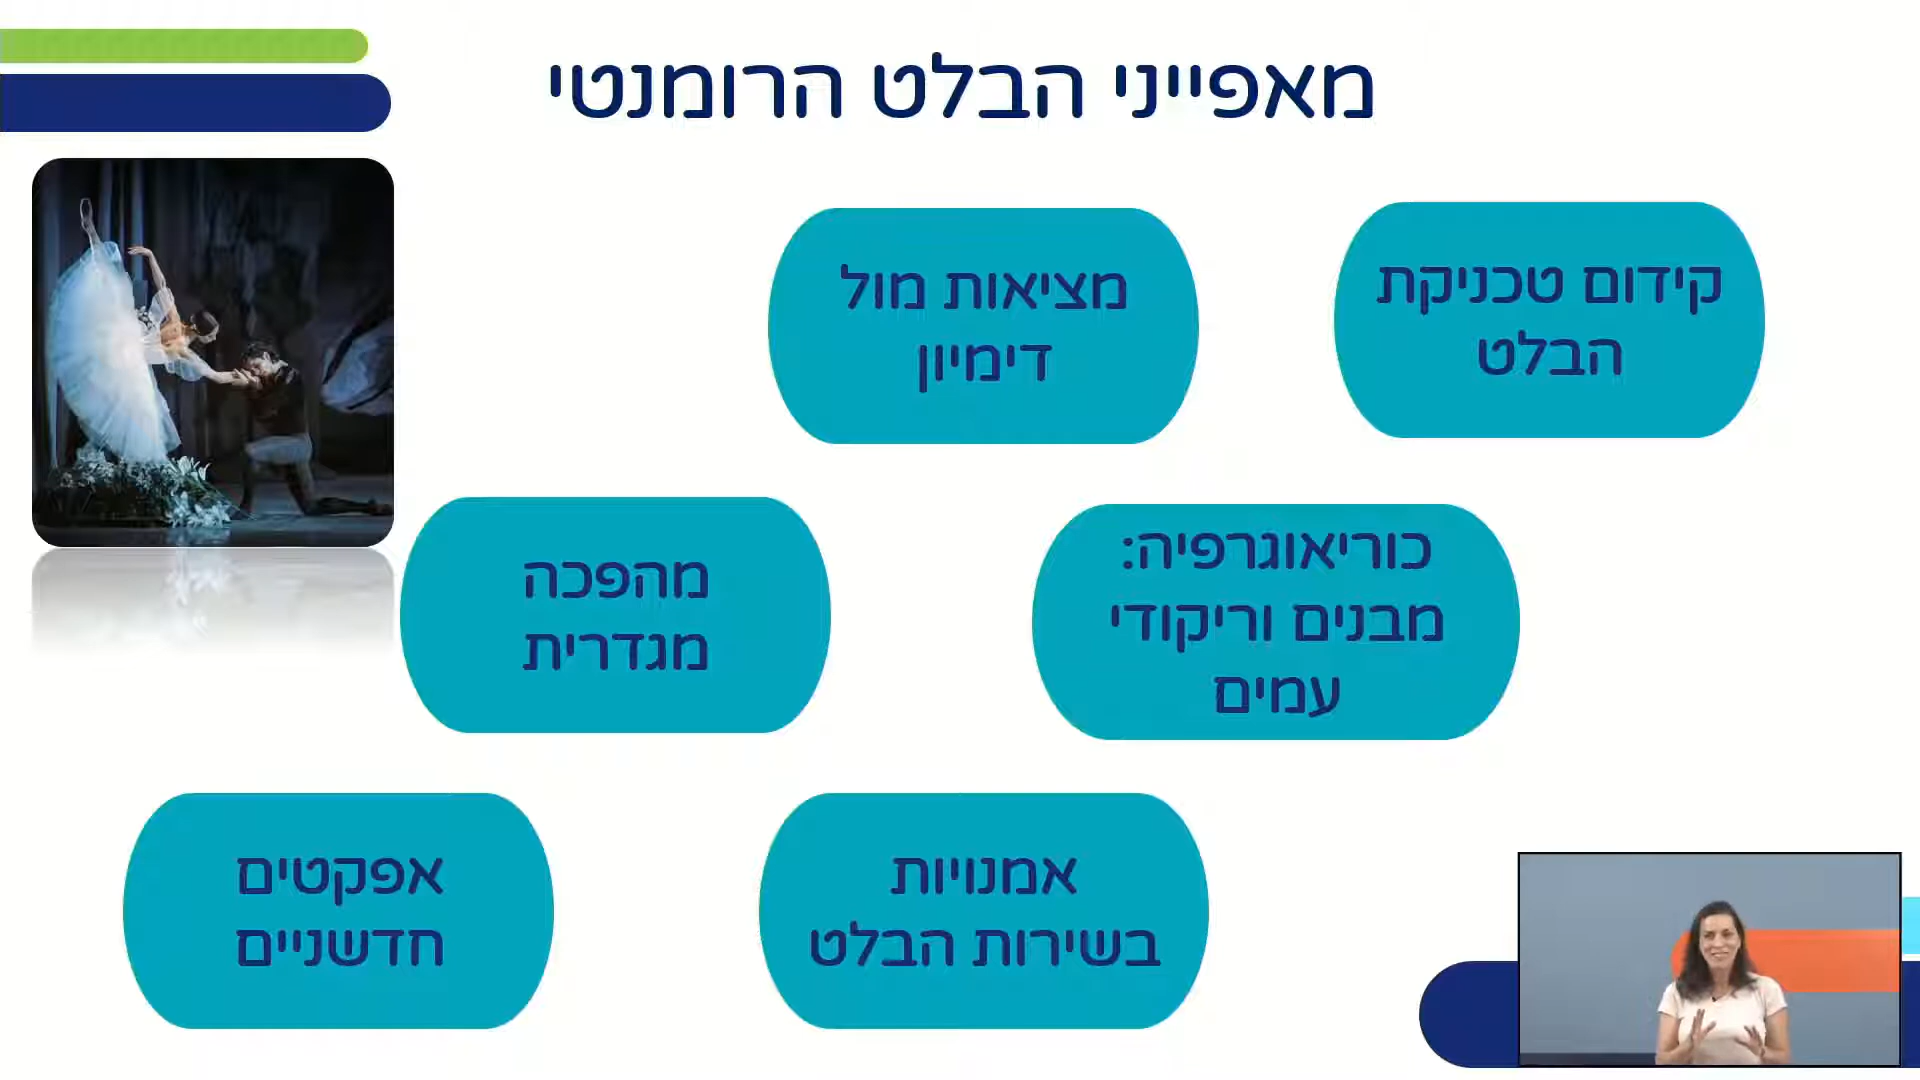 מאפייני הבלט הרומנטי
קידום טכניקת
הבלט
מציאות מול
דימיון
כוריאוגרפיה:
מבנים וריקודי
עמים
מהפכה
מגדרית
אמנויות
בשירות הבלט
אפקטים
חדשניים